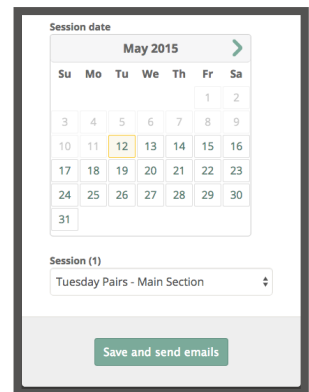 Session date
May 2015
Su Mo Tu We Th Fr Sa
1 2
3 4 5 6 7 8 9
10 11 12 13 14 15 16
17 18 19 20 21 22 23
24 25 26 27 28 29 30
31
Session (1)
Tuesday Pairs - Main Section
Save and send emails